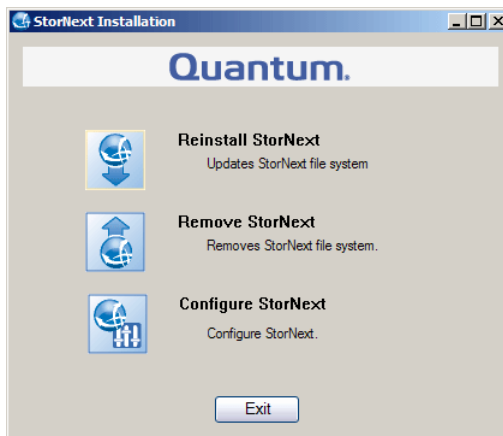 StorNext Installation
Quantum.
Reinstall StorNext
Updates StorNext file system
Remove StorNext
Removes StorNext file system.
Configure StorNext
Configure StorNext.
Exit